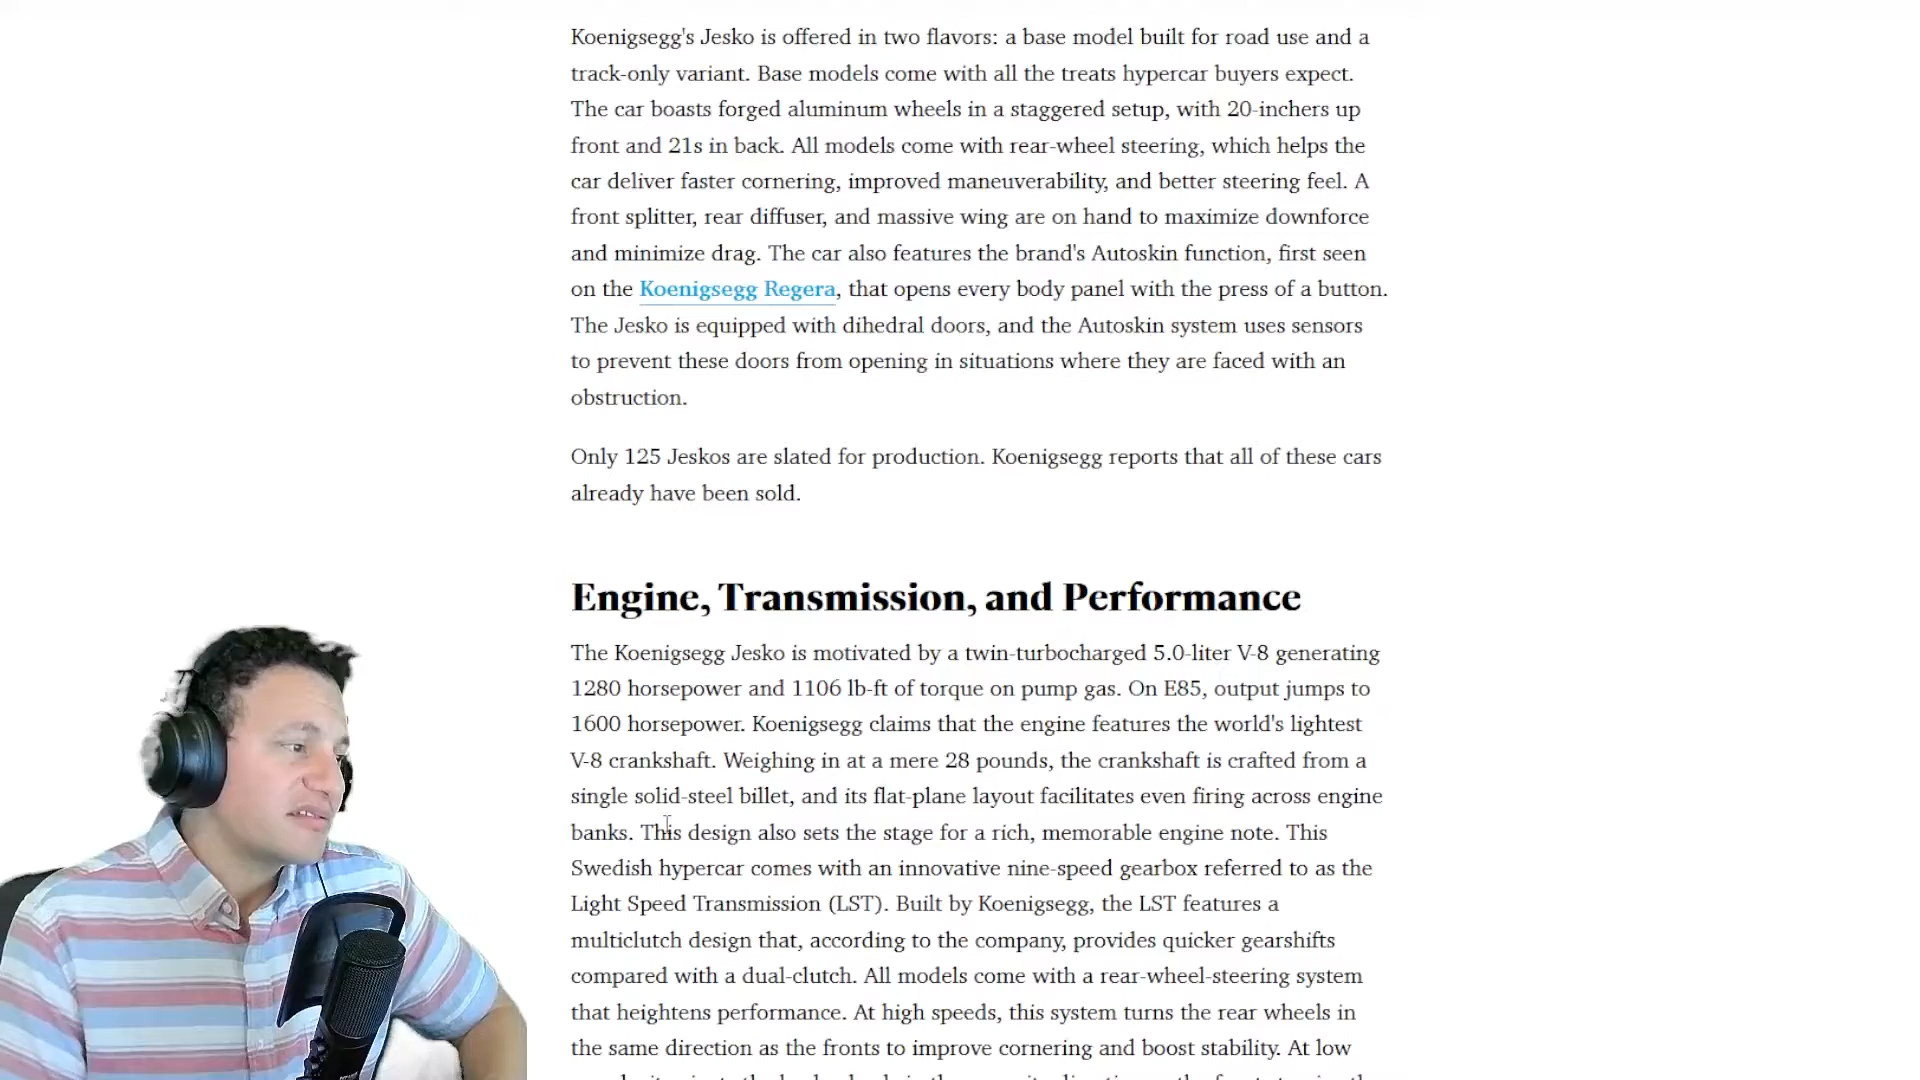 Koenigsegg's Jesko is offered in two flavors: a base model built for road use and a
track-only variant. Base models come with all the treats hypercar buyers expect.
The car boasts forged aluminum wheels in a staggered setup, with 20-inchers up
front and 21s in back. All models come with rear-wheel steering, which helps the
car deliver faster cornering, improved maneuverability, and better steering feel. A
front splitter, rear diffuser, and massive wing are on hand to maximize downforce
and minimize drag. The car also features the brand's Autoskin function, first seen
on the Koenigsegg Regera, that opens every body panel with the press of a button.
The Jesko is equipped with dihedral doors, and the Autoskin system uses sensors
to prevent these doors from opening in situations where they are faced with an
obstruction.
Only 125 Jeskos are slated for production. Koenigsegg reports that all of these cars
already have been sold.
Engine, Transmission, and Performance
The Koenigsegg Jesko is motivated by a twin-turbocharged 5.0-liter V-8 generating
1280 horsepower and 1106 lb-ft of torque on pump gas. On E85, output jumps to
1600 horsepower. Koenigsegg claims that the engine features the world's lightest
V-8 crankshaft. Weighing in at a mere 28 pounds, the crankshaft is crafted from a
single solid-steel billet, and its flat-plane layout facilitates even firing across engine
banks. This design also sets the stage for a rich, memorable engine note. This
Swedish hypercar comes with an innovative nine-speed gearbox referred to as the
Light Speed Transmission (LST). Built by Koenigsegg, the LST features a
multiclutch design that, according to the company, provides quicker gearshifts
compared with a dual-clutch. All models come with a rear-wheel-steering system
that heightens performance. At high speeds, this system turns the rear wheels in
the same direction as the fronts to improve cornering and boost stability. At low